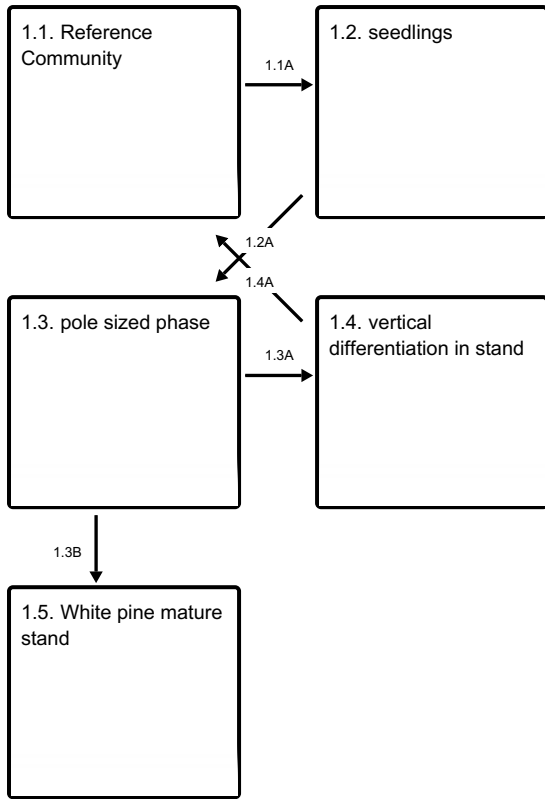 1.1. Reference
Community
1.1A
1.2. seedlings
1.2A
1.4A
1.3. pole sized phase
1.3A
1.4. vertical
differentiation in stand
1.3B
1.5. White pine mature
stand